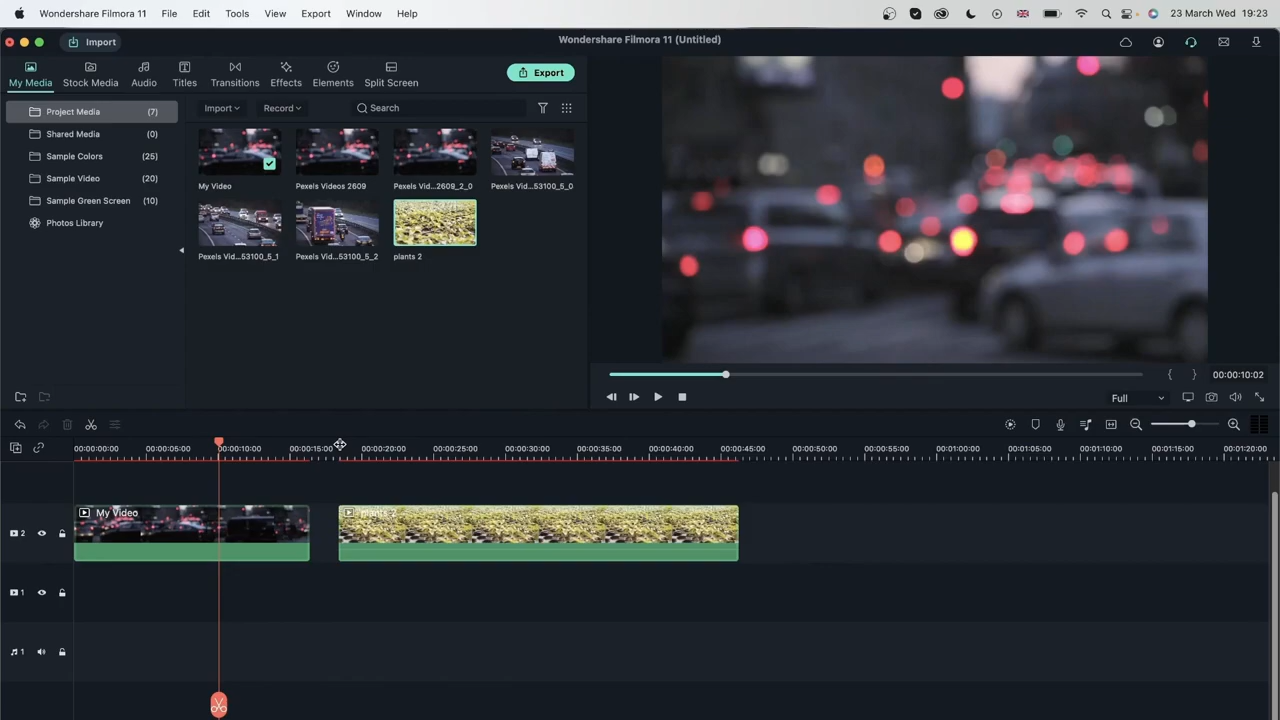 Wondershare Filmora 11 File Edit Tools View Export Window Help 23 March Wed 19:23
Import Wondershare Filmora 11 (Untitled)
My Media Stock Media Audio Titles Transitions Effects Elements Split Screen Export
Project Media (7)
Shared Media (0)
Sample Colors (25)
Sample Video (20)
Sample Green Screen (10)
Photos Library
Import Record Search
My Video Pexels Videos 2609 Pexels Vid...2609_2_0 Pexels Vid...53100_5_0
Pexels Vid...53100_5_1 Pexels Vid...53100_5_2 plants 2
00:00:10:02
Full
00:00:00:00 00:00:05:00 00:00:10:00 00:00:15:00 00:00:20:00 00:00:25:00 00:00:30:00 00:00:35:00 00:00:40:00 00:00:45:00 00:00:50:00 00:00:55:00 00:01:00:00 00:01:05:00 00:01:10:00 00:01:15:00 00:01:20:00
My Video plants 2
2
1
1